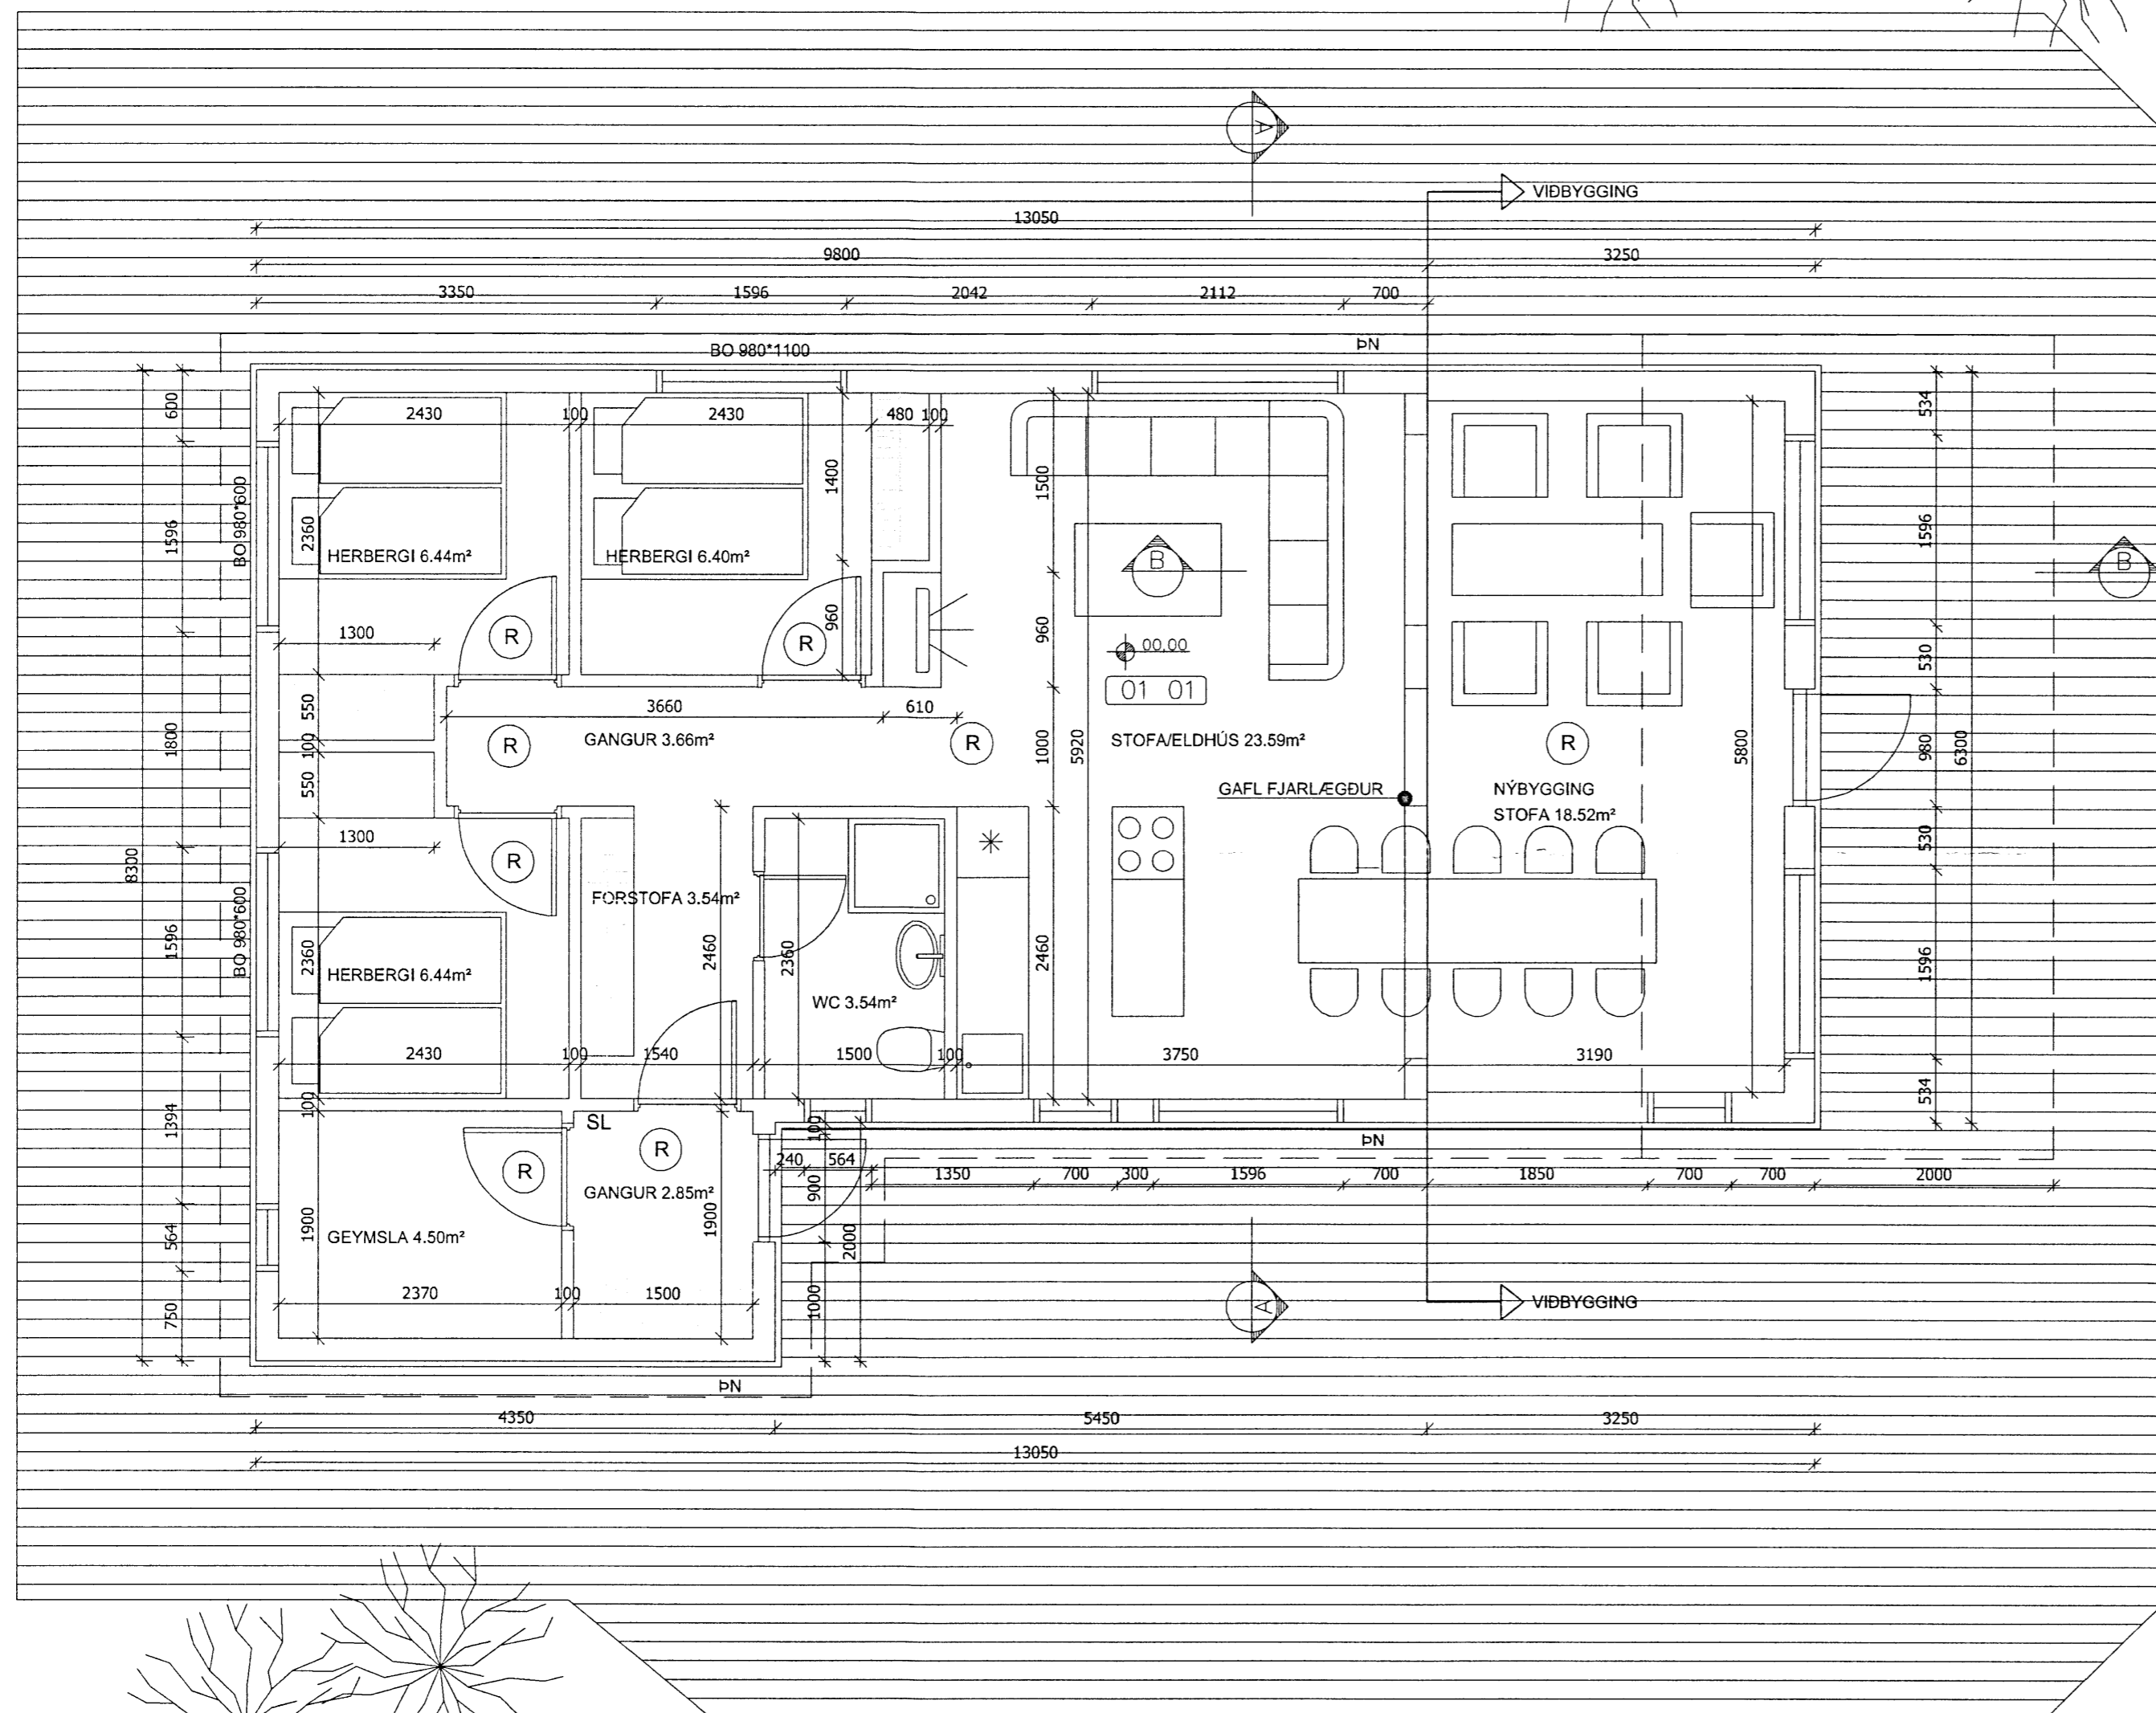 VIÐBYGGING
13050
9800
3250
3350
1596
2042
2112
700
BO 980*1100
ÞN
A
600
1596
1800
1596
1394
564
750
8300
BO 980*600
BO 980*600
2430
100
2430
480
100
2360
1400
1500
HERBERGI 6.44m²
HERBERGI 6.40m²
B
960
960
1300
R
R
00,00
01 01
550
100
550
3660
610
GANGUR 3.66m²
R
R
1000
5920
STOFA/ELDHÚS 23.59m²
R
5800
GAFL FJARLÆGÐUR
NÝBYGGING
STOFA 18.52m²
534
1596
530
980
530
1596
534
6300
B
1300
R
FORSTOFA 3.54m²
2360
2460
2360
2460
HERBERGI 6.44m²
WC 3.54m²
2430
100
1540
1500
100
3750
3190
100
SL
R
R
100
ÞN
240
564
1350
700
300
1596
700
1850
700
700
2000
900
GANGUR 2.85m²
1900
1900
2000
GEYMSLA 4.50m²
2370
100
1500
1000
A
VIÐBYGGING
ÞN
4350
5450
3250
13050